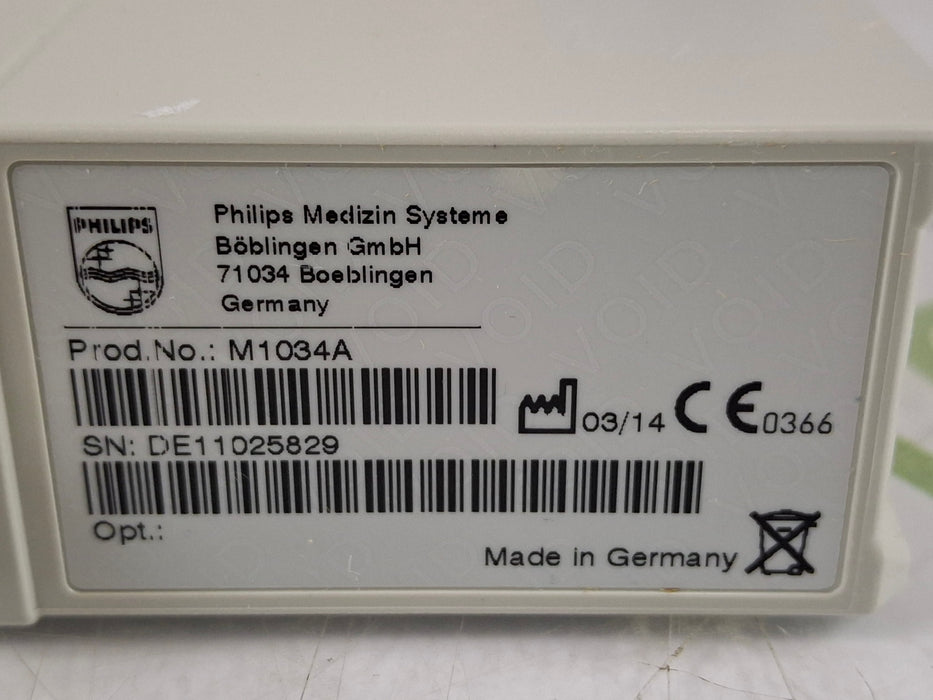 PHILIPS
Philips Medizin Systeme
Böblingen GmbH
71034 Boeblingen
Germany
Prod.No.: M1034A
03/14 CE 0366
SN: DE11025829
Opt.:
Made in Germany
VOID